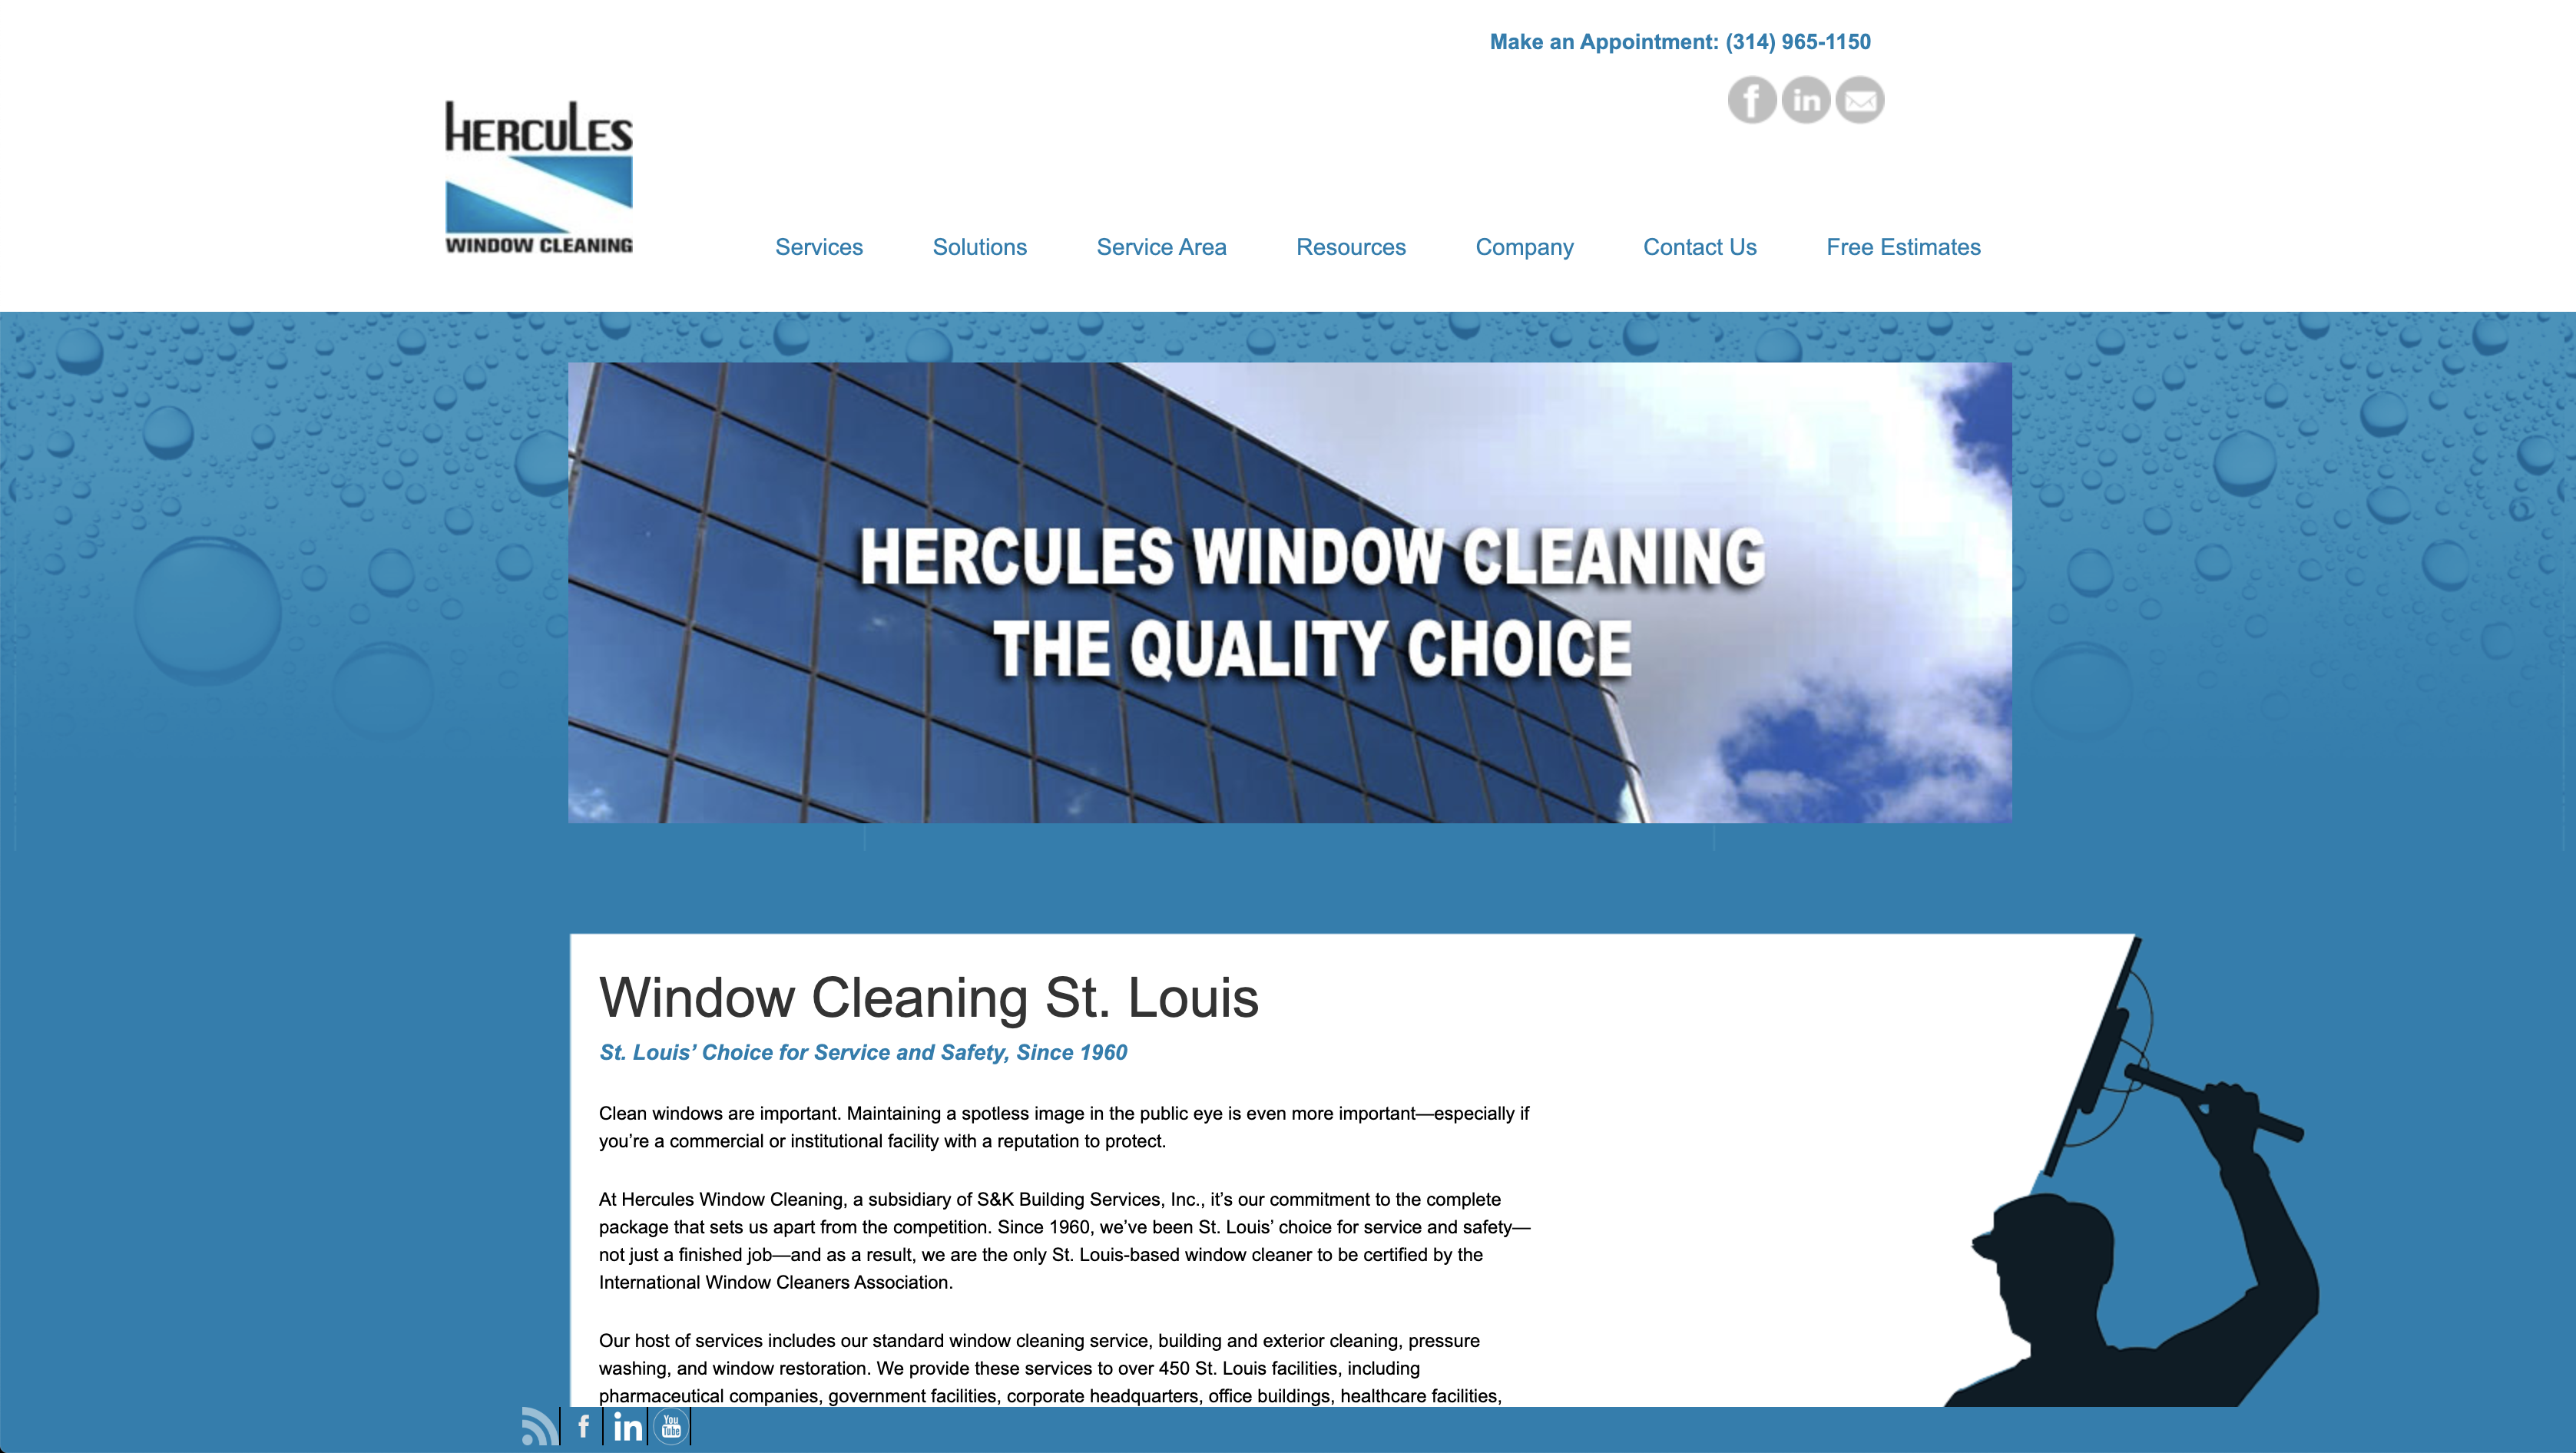 Make an Appointment: (314) 965-1150
HERCULES
WINDOW CLEANING
Services Solutions Service Area Resources Company Contact Us Free Estimates
HERCULES WINDOW CLEANING
THE QUALITY CHOICE
Window Cleaning St. Louis
St. Louis’ Choice for Service and Safety, Since 1960
Clean windows are important. Maintaining a spotless image in the public eye is even more important—especially if
you’re a commercial or institutional facility with a reputation to protect.
At Hercules Window Cleaning, a subsidiary of S&K Building Services, Inc., it’s our commitment to the complete
package that sets us apart from the competition. Since 1960, we’ve been St. Louis’ choice for service and safety—
not just a finished job—and as a result, we are the only St. Louis-based window cleaner to be certified by the
International Window Cleaners Association.
Our host of services includes our standard window cleaning service, building and exterior cleaning, pressure
washing, and window restoration. We provide these services to over 450 St. Louis facilities, including
pharmaceutical companies, government facilities, corporate headquarters, office buildings, healthcare facilities,
f in You Tube